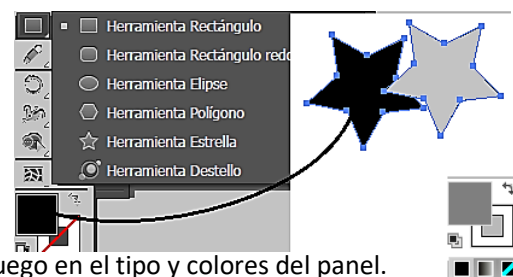 Herramienta Rectángulo
Herramienta Rectángulo redo
Herramienta Elipse
Herramienta Polígono
Herramienta Estrella
Herramienta Destello
uego en el tipo y colores del panel.